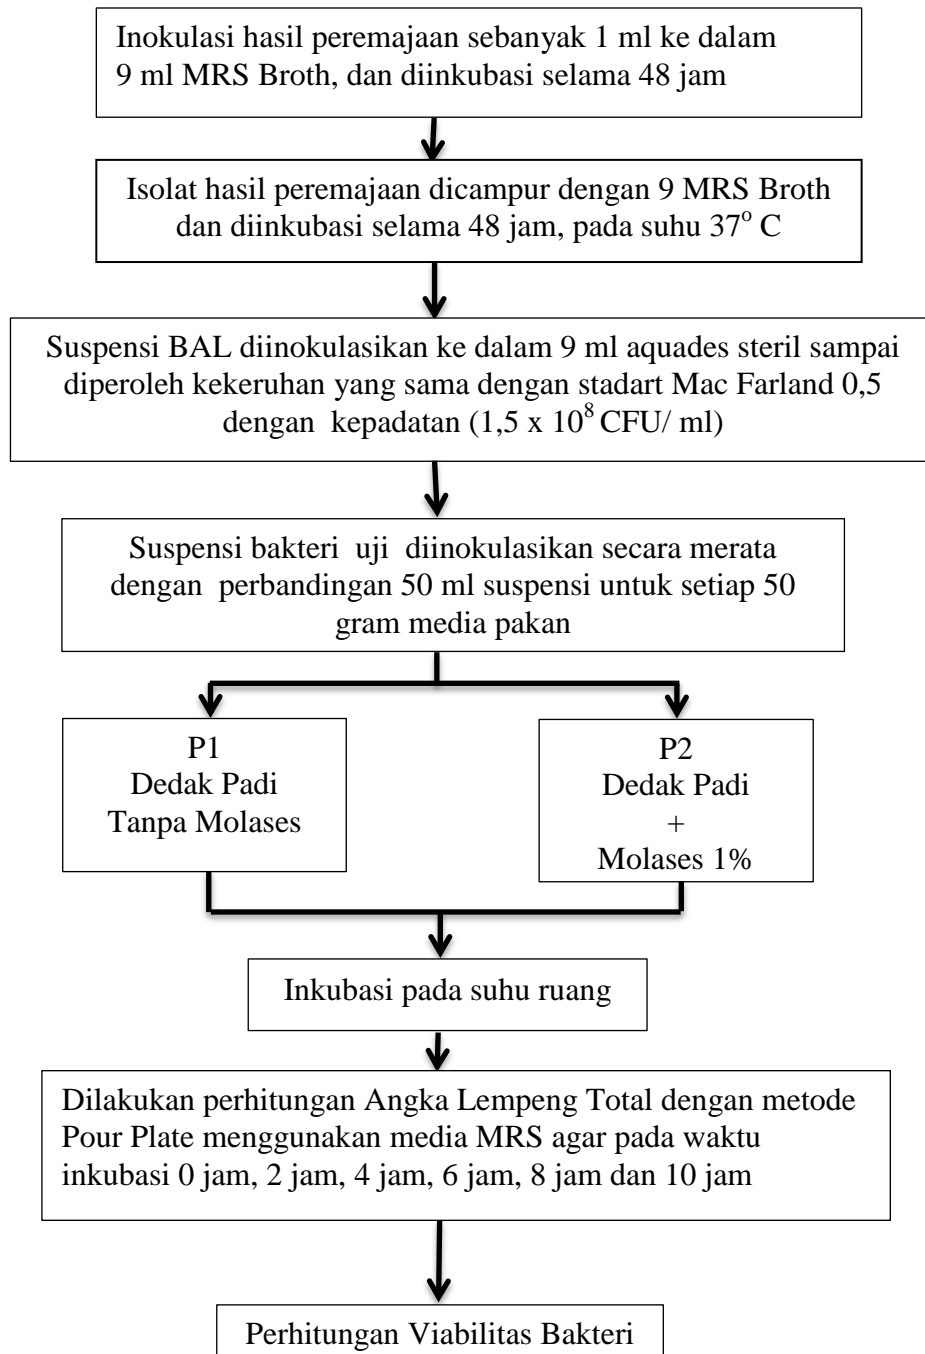 Inokulasi hasil peremajaan sebanyak 1 ml ke dalam
9 ml MRS Broth, dan diinkubasi selama 48 jam
Isolat hasil peremajaan dicampur dengan 9 MRS Broth
dan diinkubasi selama 48 jam, pada suhu 37° C
Suspensi BAL diinokulasikan ke dalam 9 ml aquades steril sampai
diperoleh kekeruhan yang sama dengan stadart Mac Farland 0,5
dengan kepadatan (1,5 x 10⁸ CFU/ ml)
Suspensi bakteri uji diinokulasikan secara merata
dengan perbandingan 50 ml suspensi untuk setiap 50
gram media pakan
P1
Dedak Padi
Tanpa Molases
P2
Dedak Padi
+
Molases 1%
Inkubasi pada suhu ruang
Dilakukan perhitungan Angka Lempeng Total dengan metode
Pour Plate menggunakan media MRS agar pada waktu
inkubasi 0 jam, 2 jam, 4 jam, 6 jam, 8 jam dan 10 jam
Perhitungan Viabilitas Bakteri